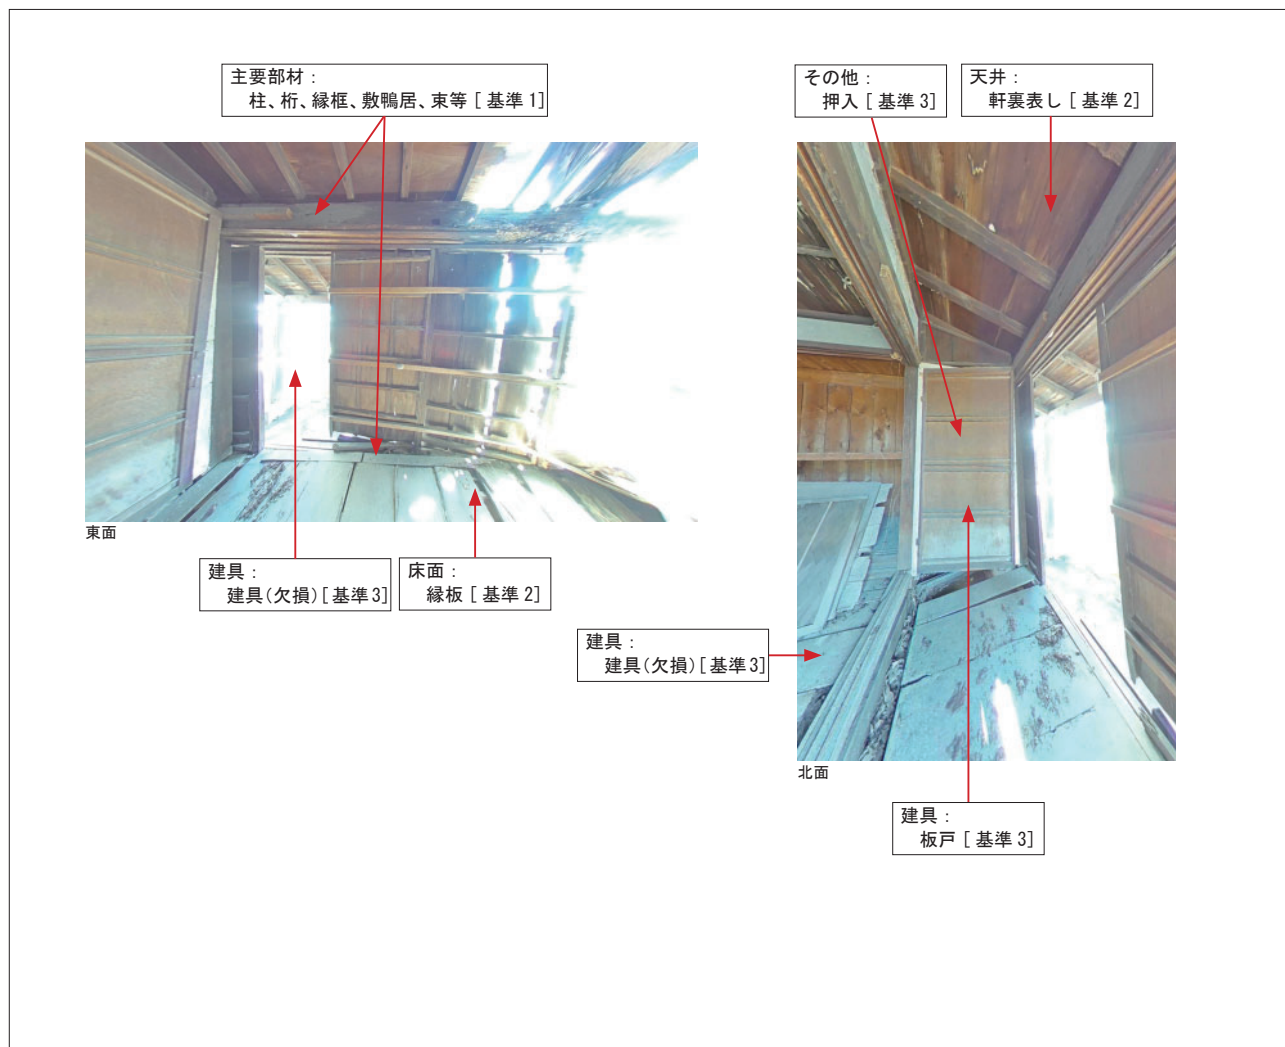 主要部材：
柱、桁、縁框、敷鴨居、束等［基準1］
その他：
押入［基準3］
天井：
軒裏表し［基準2］
東面
建具：
建具（欠損）［基準3］
床面：
縁板［基準2］
建具：
建具（欠損）［基準3］
北面
建具：
板戸［基準3］